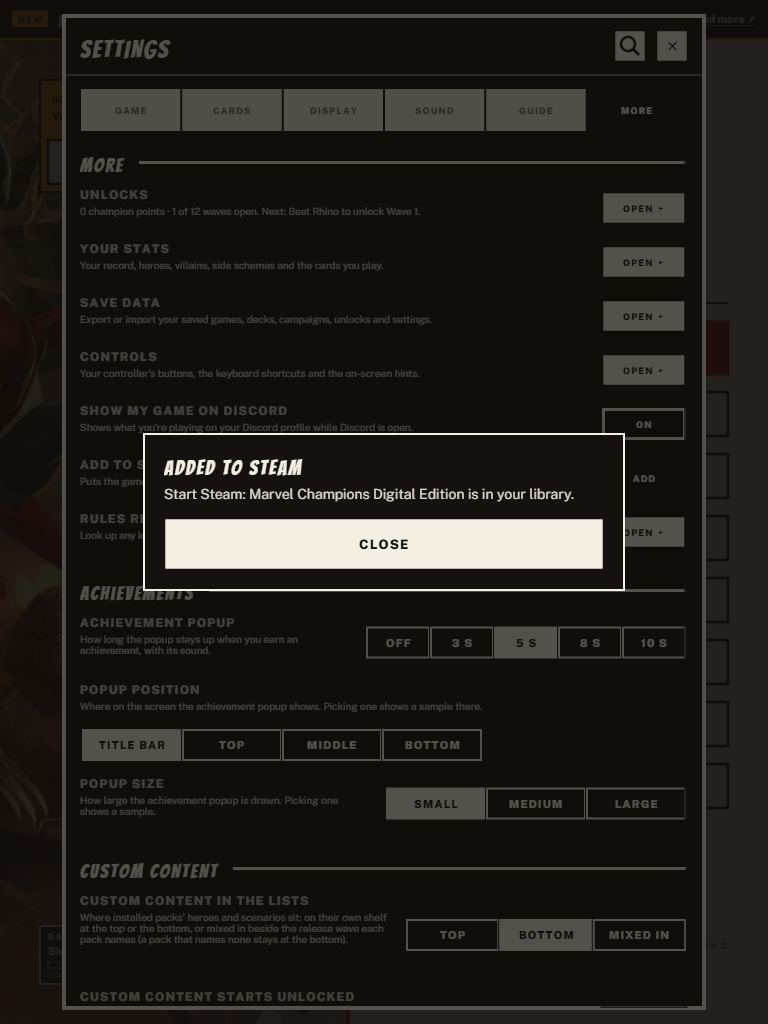 NEW
d more ↗
SETTINGS
×
GAME
CARDS
DISPLAY
SOUND
GUIDE
MORE
MORE
UNLOCKS
0 champion points · 1 of 12 waves open. Next: Beat Rhino to unlock Wave 1.
OPEN
YOUR STATS
Your record, heroes, villains, side schemes and the cards you play.
OPEN
SAVE DATA
Export or import your saved games, decks, campaigns, unlocks and settings.
OPEN
CONTROLS
Your controller's buttons, the keyboard shortcuts and the on-screen hints.
OPEN
SHOW MY GAME ON DISCORD
Shows what you're playing on your Discord profile while Discord is open.
ON
ADD TO S
Puts the game
ADD
RULES R
Look up any k
OPEN
ADDED TO STEAM
Start Steam: Marvel Champions Digital Edition is in your library.
CLOSE
ACHIEVEMENTS
ACHIEVEMENT POPUP
How long the popup stays up when you earn an
achievement, with its sound.
OFF
3 S
5 S
8 S
10 S
POPUP POSITION
Where on the screen the achievement popup shows. Picking one shows a sample there.
TITLE BAR
TOP
MIDDLE
BOTTOM
POPUP SIZE
How large the achievement popup is drawn. Picking one
shows a sample.
SMALL
MEDIUM
LARGE
CUSTOM CONTENT
CUSTOM CONTENT IN THE LISTS
Where installed packs' heroes and scenarios sit: on their own shelf
at the top or the bottom, or mixed in beside the release wave each
pack names (a pack that names none stays at the bottom).
TOP
BOTTOM
MIXED IN
CUSTOM CONTENT STARTS UNLOCKED